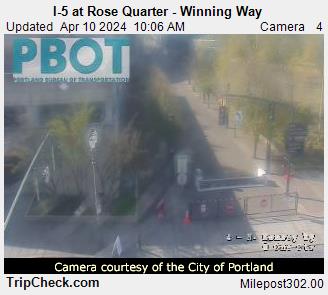 I-5 at Rose Quarter - Winning Way
Updated Apr 10 2024 10:06 AM Camera 4
PBOT
PORTLAND BUREAU OF TRANSPORTATION
Camera courtesy of the City of Portland
TripCheck.com Milepost302.00